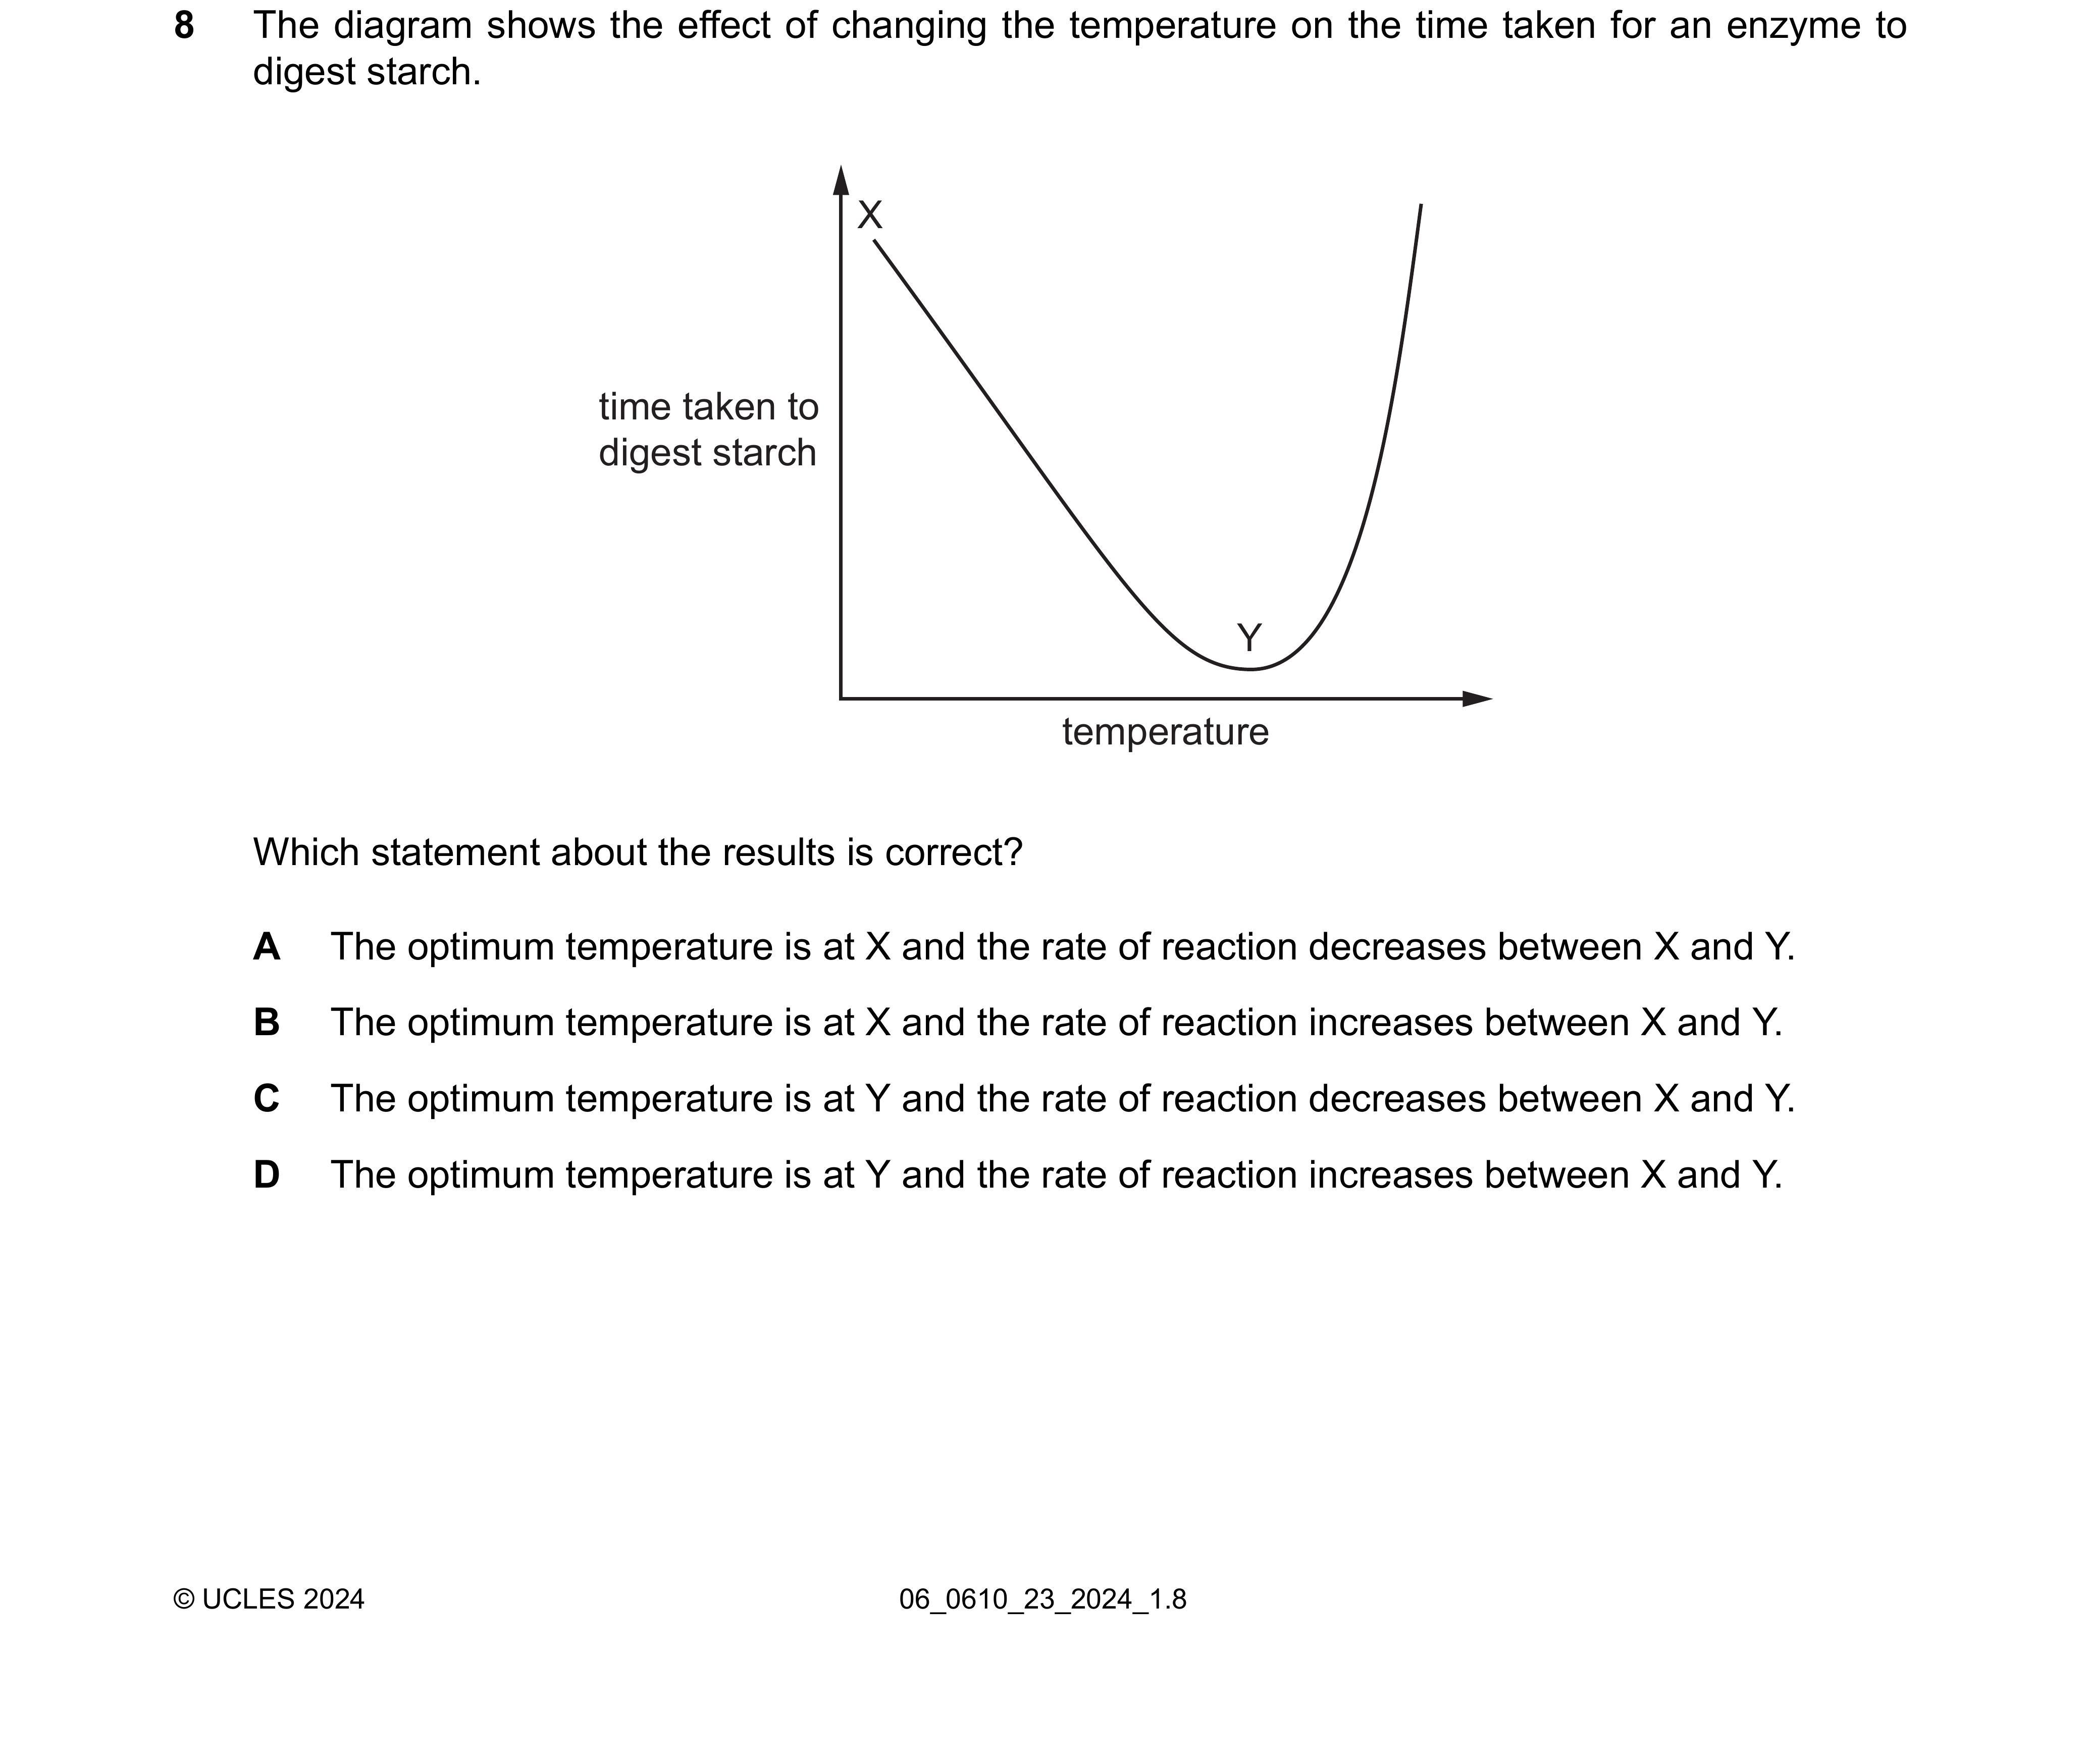 8 The diagram shows the effect of changing the temperature on the time taken for an enzyme to
digest starch.
X
time taken to
digest starch
Y
temperature
Which statement about the results is correct?
A The optimum temperature is at X and the rate of reaction decreases between X and Y.
B The optimum temperature is at X and the rate of reaction increases between X and Y.
C The optimum temperature is at Y and the rate of reaction decreases between X and Y.
D The optimum temperature is at Y and the rate of reaction increases between X and Y.
© UCLES 2024 06_0610_23_2024_1.8